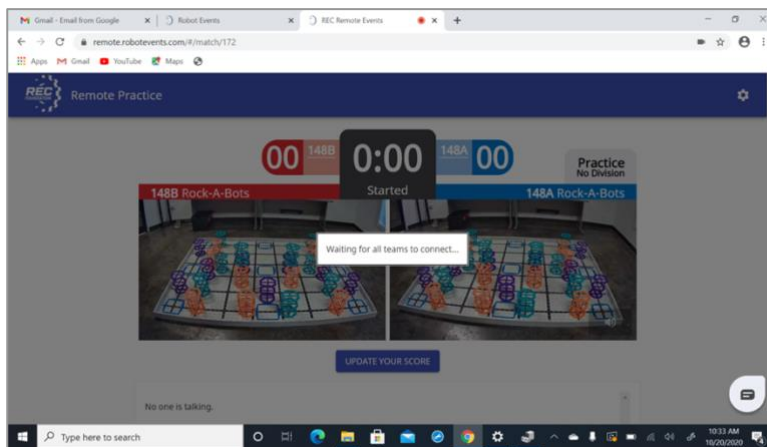 Gmail - Email from Google
Robot Events
REC Remote Events
remote.robotevents.com/#/match/172
Apps
Gmail
YouTube
Maps
REC
FOUNDATION
Remote Practice
00 148B
0:00
Started
148A 00
Practice
No Division
148B Rock-A-Bots
148A Rock-A-Bots
Waiting for all teams to connect...
UPDATE YOUR SCORE
No one is talking.
Type here to search
10:33 AM
10/20/2020